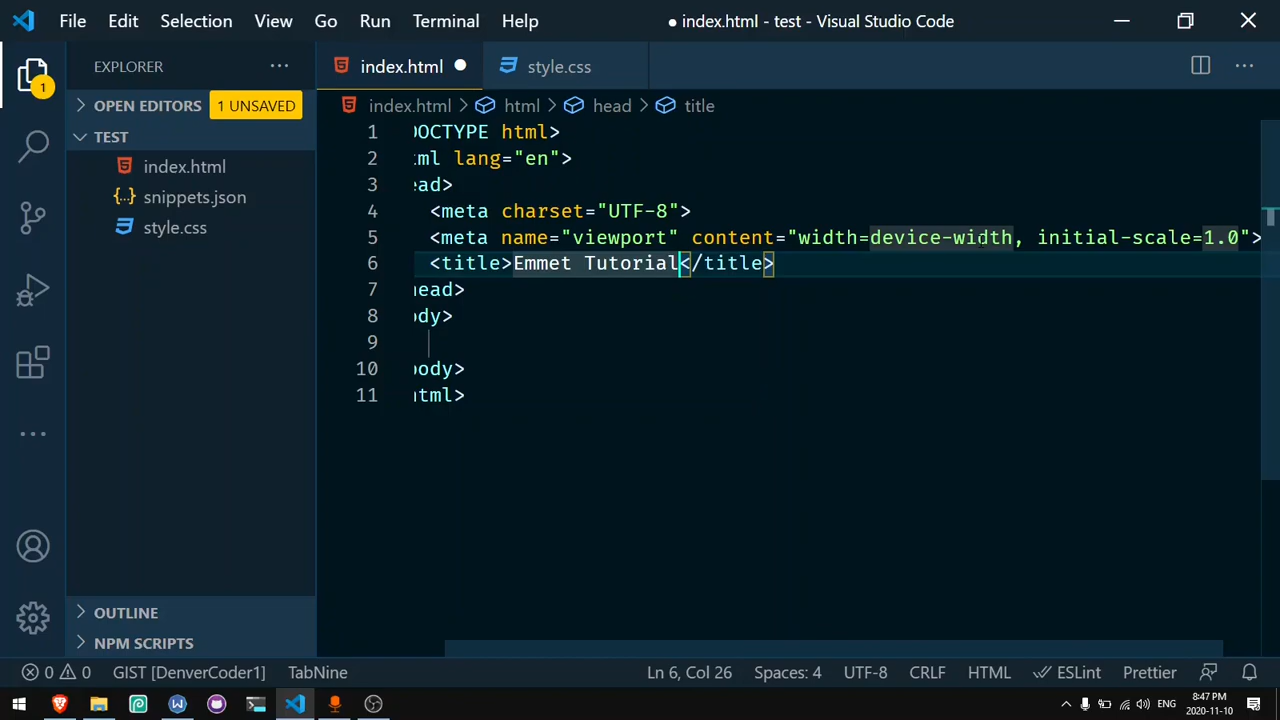 File Edit Selection View Go Run Terminal Help ● index.html - test - Visual Studio Code
1
EXPLORER ...
OPEN EDITORS 1 UNSAVED
TEST
index.html
snippets.json
style.css
OUTLINE
NPM SCRIPTS
index.html ● style.css
index.html > html > head > title
1 OCTYPE html>
2 ml lang="en">
3 ead>
4 <meta charset="UTF-8">
5 <meta name="viewport" content="width=device-width, initial-scale=1.0">
6 <title>Emmet Tutorial</title>
7 head>
8 ody>
9
10 body>
11 tml>
0 0 GIST [DenverCoder1] TabNine Ln 6, Col 26 Spaces: 4 UTF-8 CRLF HTML ESLint Prettier
ENG 8:47 PM
2020-11-10